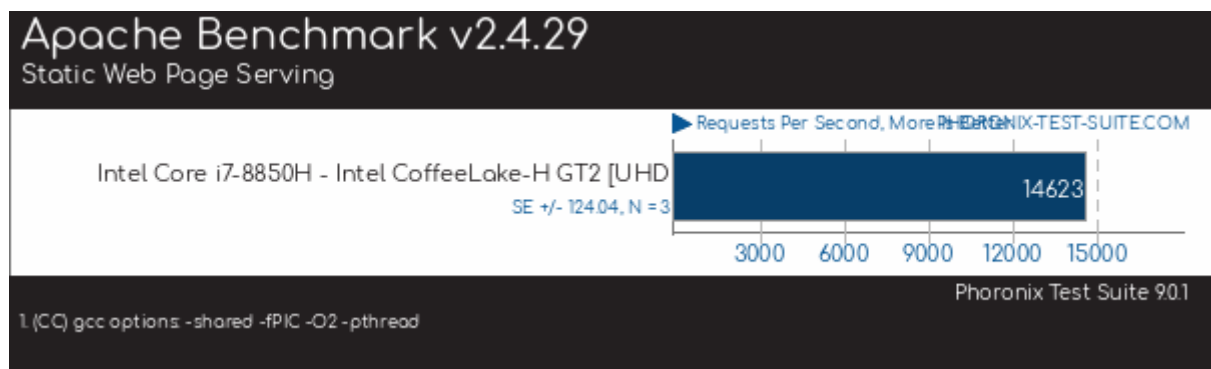 Apache Benchmark v2.4.29
Static Web Page Serving
Requests Per Second, More Is Better
PHORONIX-TEST-SUITE.COM
Intel Core i7-8850H - Intel CoffeeLake-H GT2 [UHD
14623
SE +/- 124.04, N = 3
3000 6000 9000 12000 15000
Phoronix Test Suite 9.0.1
1. (CC) gcc options: -shared -fPIC -O2 -pthread